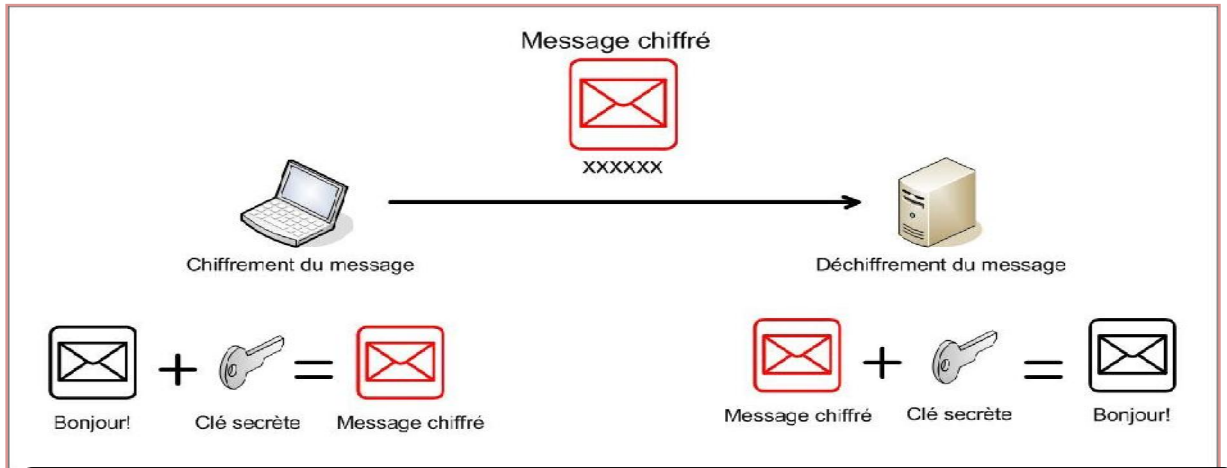 Message chiffré
xxxxxx
Chiffrement du message
Déchiffrement du message
Bonjour!
Clé secrète
Message chiffré
Message chiffré
Clé secrète
Bonjour!